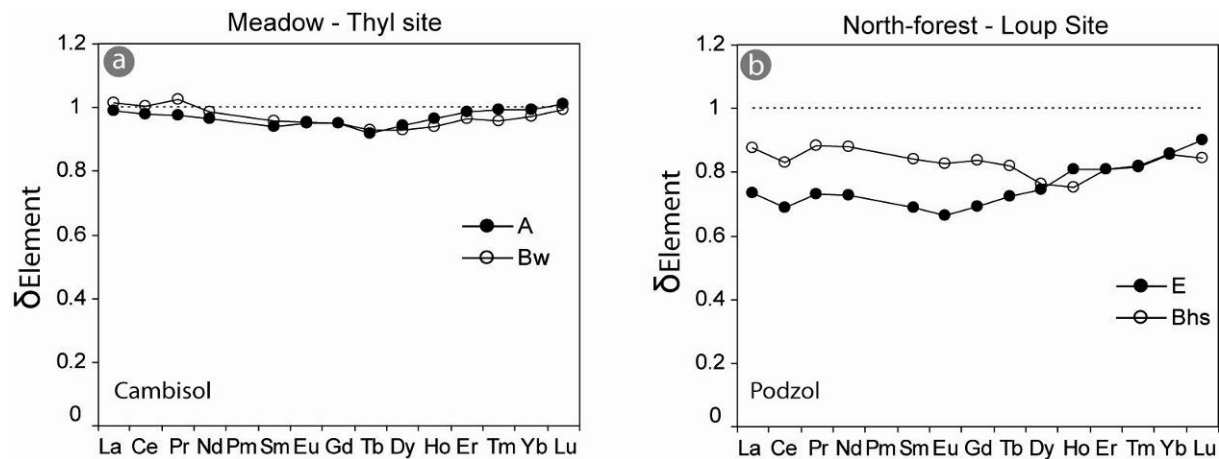 Meadow - Thyl site
a
1.2
1
0.8
0.6
0.4
0.2
0
δElement
A
Bw
Cambisol
La Ce Pr Nd Pm Sm Eu Gd Tb Dy Ho Er Tm Yb Lu
North-forest - Loup Site
b
1.2
1
0.8
0.6
0.4
0.2
0
δElement
E
Bhs
Podzol
La Ce Pr Nd Pm Sm Eu Gd Tb Dy Ho Er Tm Yb Lu